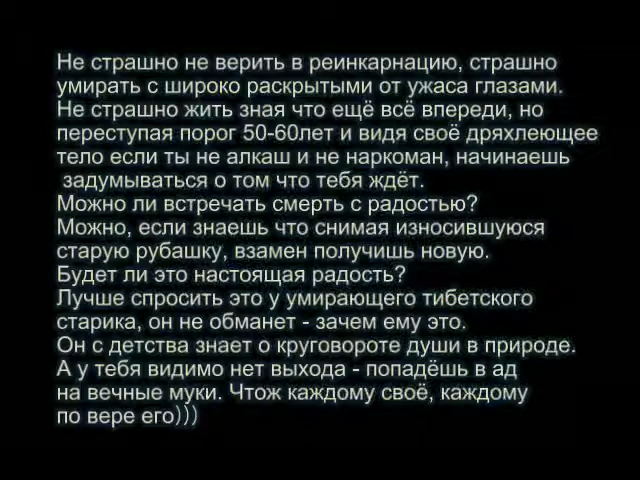 Не страшно не верить в реинкарнацию, страшно
умирать с широко раскрытыми от ужаса глазами.
Не страшно жить зная что ещё всё впереди, но
переступая порог 50-60лет и видя своё дряхлеющее
тело если ты не алкаш и не наркоман, начинаешь
задумываться о том что тебя ждёт.
Можно ли встречать смерть с радостью?
Можно, если знаешь что снимая износившуюся
старую рубашку, взамен получишь новую.
Будет ли это настоящая радость?
Лучше спросить это у умирающего тибетского
старика, он не обманет - зачем ему это.
Он с детства знает о круговороте души в природе.
А у тебя видимо нет выхода - попадёшь в ад
на вечные муки. Чтож каждому своё, каждому
по вере его)))